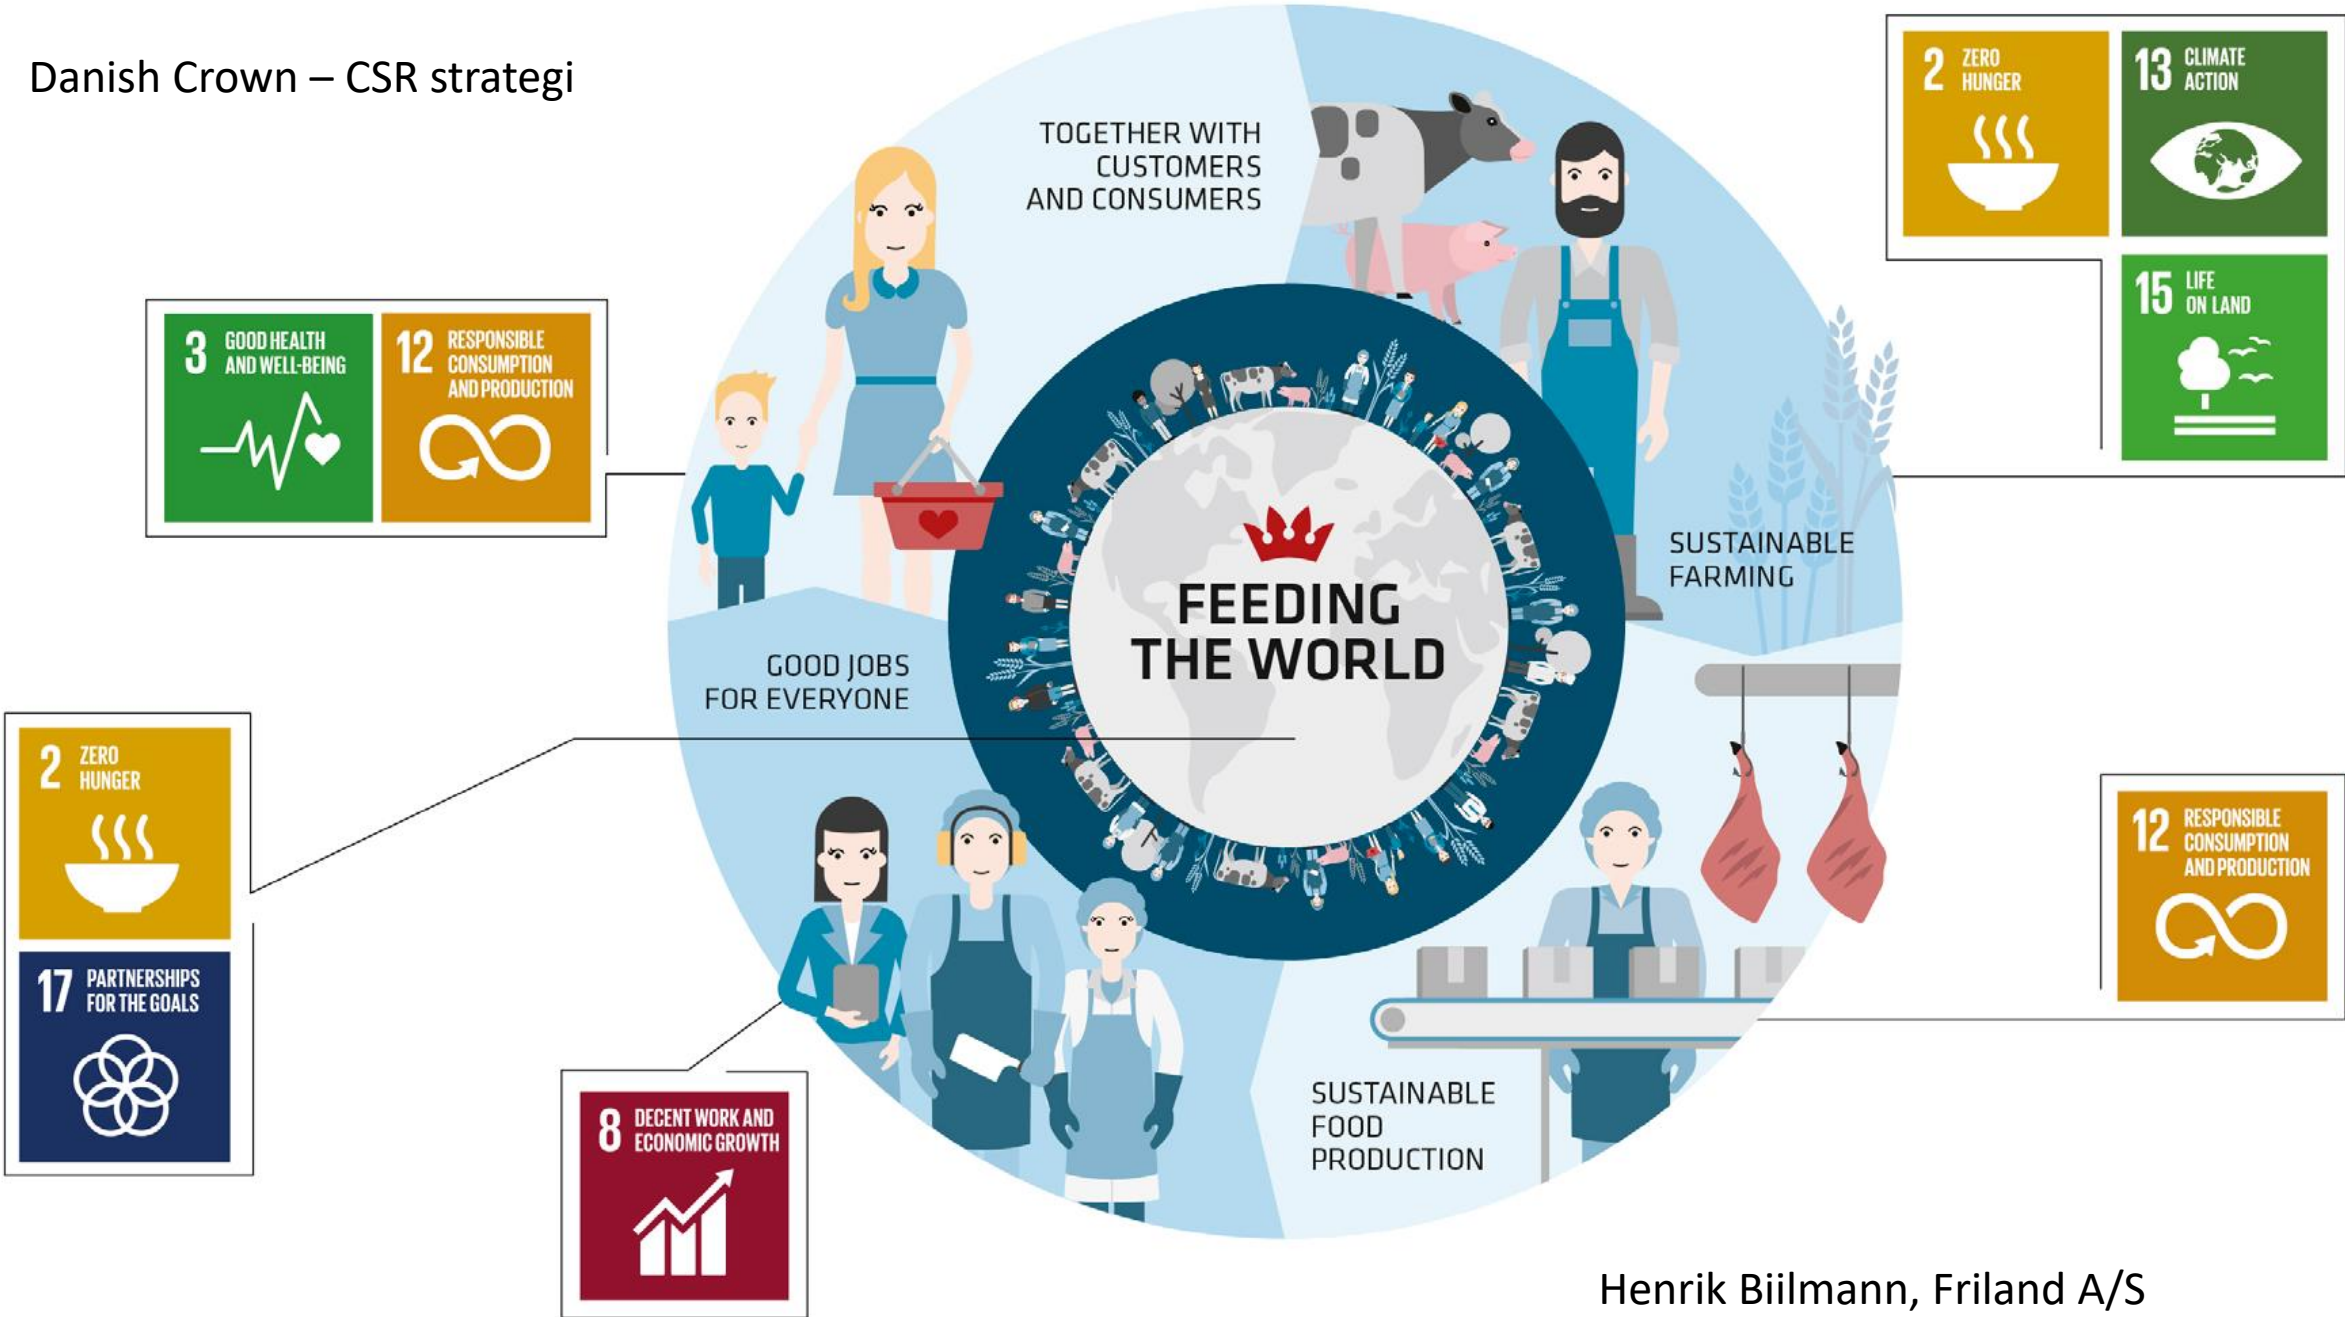 Danish Crown – CSR strategi
TOGETHER WITH
CUSTOMERS
AND CONSUMERS
2 ZERO
HUNGER
13 CLIMATE
ACTION
15 LIFE
ON LAND
3 GOOD HEALTH
AND WELL-BEING
12 RESPONSIBLE
CONSUMPTION
AND PRODUCTION
SUSTAINABLE
FARMING
FEEDING
THE WORLD
GOOD JOBS
FOR EVERYONE
2 ZERO
HUNGER
17 PARTNERSHIPS
FOR THE GOALS
12 RESPONSIBLE
CONSUMPTION
AND PRODUCTION
8 DECENT WORK AND
ECONOMIC GROWTH
SUSTAINABLE
FOOD
PRODUCTION
Henrik Biilmann, Friland A/S